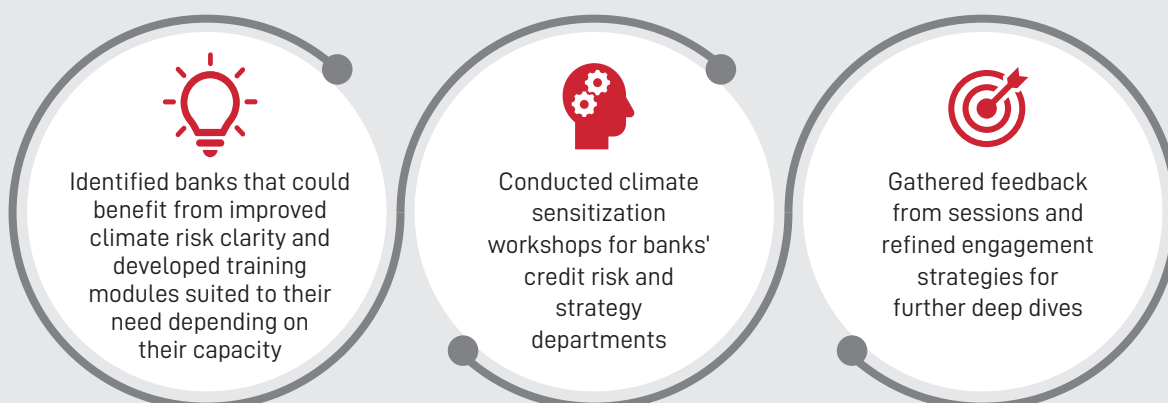 Identified banks that could
benefit from improved
climate risk clarity and
developed training
modules suited to their
need depending on
their capacity
Conducted climate
sensitization
workshops for banks'
credit risk and
strategy
departments
Gathered feedback
from sessions and
refined engagement
strategies for
further deep dives